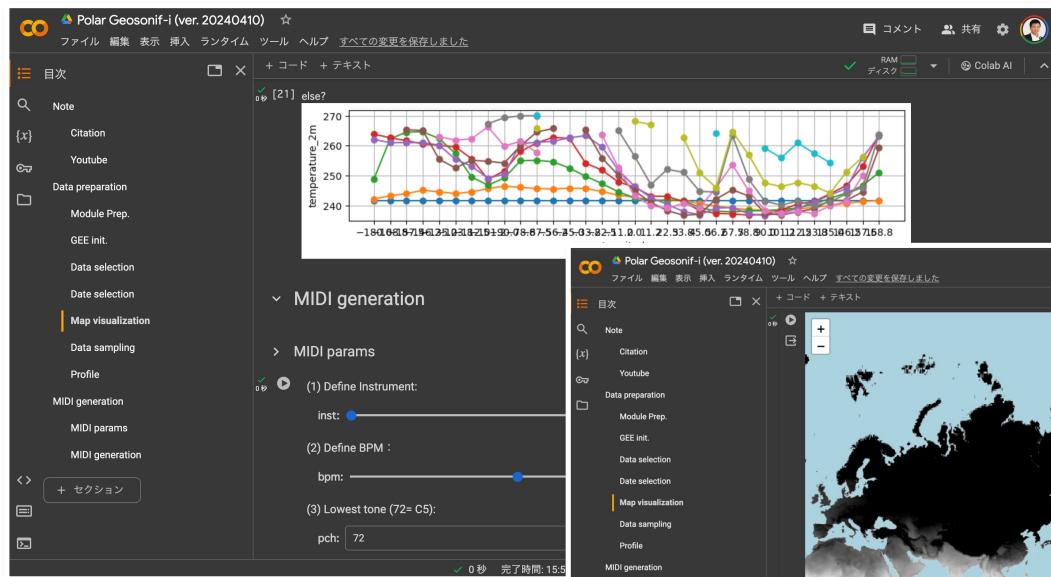 Polar Geosonif-i (ver. 20240410) ☆
ファイル 編集 表示 挿入 ランタイム ツール ヘルプ すべての変更を保存しました
コメント 共有
目次
+ コード + テキスト
RAM
ディスク
Colab AI
Note
Citation
Youtube
Data preparation
Module Prep.
GEE init.
Data selection
Date selection
Map visualization
Data sampling
Profile
MIDI generation
MIDI params
MIDI generation
+ セクション
0秒
[21] else?
270
260
250
240
temperature_2m
MIDI generation
MIDI params
0秒
(1) Define Instrument:
inst:
(2) Define BPM：
bpm:
(3) Lowest tone (72= C5):
pch: 72
0 秒 完了時間: 15:5
Polar Geosonif-i (ver. 20240410) ☆
ファイル 編集 表示 挿入 ランタイム ツール ヘルプ すべての変更を保存しました
目次
+ コード + テキスト
0秒
+
−
Note
Citation
Youtube
Data preparation
Module Prep.
GEE init.
Data selection
Date selection
Map visualization
Data sampling
Profile
MIDI generation